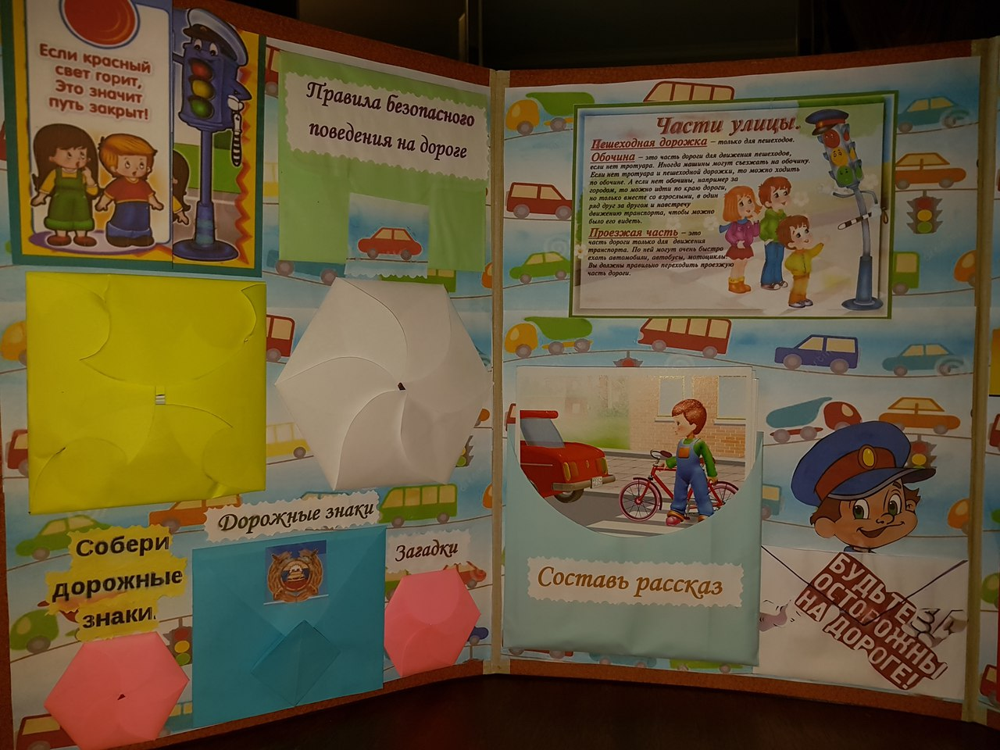 Если красный
свет горит,
Это значит
путь закрыт!
Правила безопасного
поведения на дороге
Дорожные знаки
Собери
дорожные
знаки.
Загадки
Части улицы.
Пешеходная дорожка – только для пешеходов.
Обочина – это часть дороги для движения пешеходов,
если нет тротуара. Иногда машины могут съезжать на обочину.
Если нет тротуара и пешеходной дорожки, то можно ходить
по обочине. А если нет обочины, например за
городом, то можно идти по краю дороги,
но только вместе со взрослыми, в один
ряд друг за другом и навстречу
движению транспорта, чтобы можно
было его видеть.
Проезжая часть – это
часть дороги только для движения
транспорта. По ней могут очень быстро
ехать автомобили, автобусы, мотоциклы.
Вы должны правильно переходить проезжую
часть дороги.
Составь рассказ
БУДЬТЕ
ОСТОРОЖНЫ
НА ДОРОГЕ!